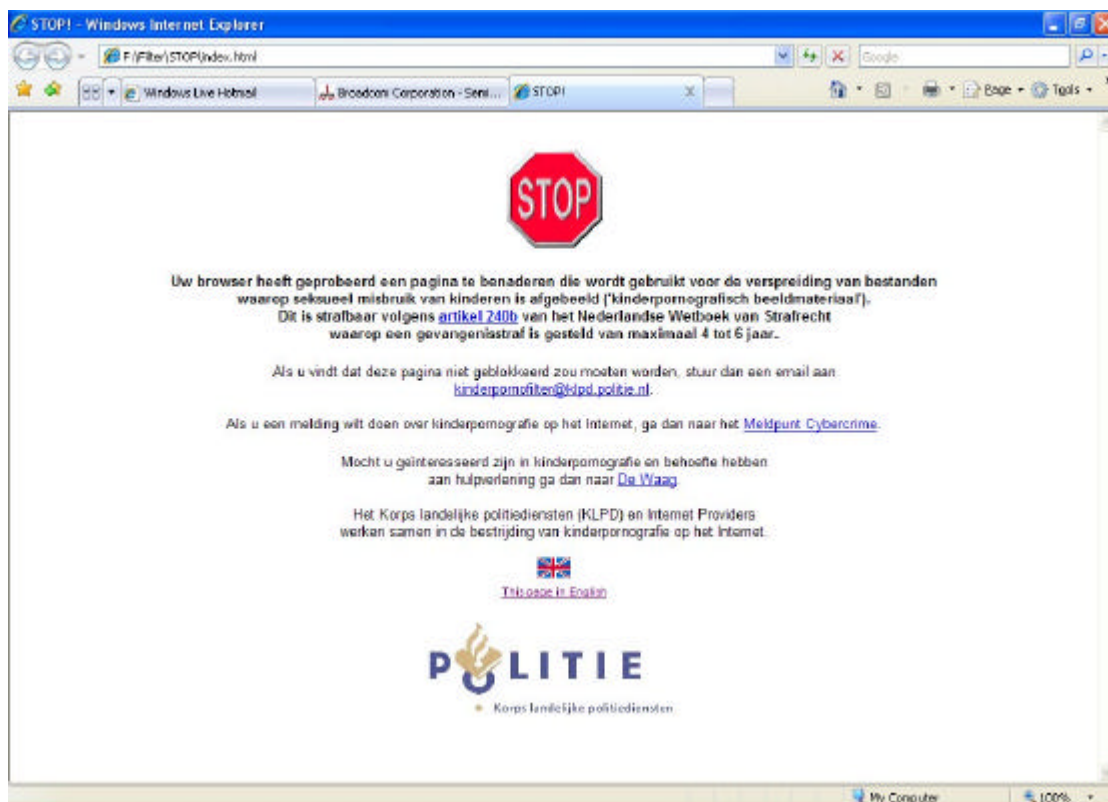 STOP! - Windows Internet Explorer
F:\Filter\STOP\index.html
Google
Windows Live Hotmail
Broadcom Corporation - Semi...
STOP!
Page
Tools
STOP
Uw browser heeft geprobeerd een pagina te benaderen die wordt gebruikt voor de verspreiding van bestanden
waarop seksueel misbruik van kinderen is afgebeeld ('kinderpornografisch beeldmateriaal').
Dit is strafbaar volgens artikel 240b van het Nederlandse Wetboek van Strafrecht
waarop een gevangenisstraf is gesteld van maximaal 4 tot 6 jaar.
Als u vindt dat deze pagina niet geblokkeerd zou moeten worden, stuur dan een email aan
kinderpornofilter@klpd.politie.nl.
Als u een melding wilt doen over kinderpornografie op het Internet, ga dan naar het Meldpunt Cybercrime.
Mocht u geïnteresseerd zijn in kinderpornografie en behoefte hebben
aan hulpverlening ga dan naar De Waag.
Het Korps landelijke politiediensten (KLPD) en Internet Providers
werken samen in de bestrijding van kinderpornografie op het Internet.
This page in English
POLITIE
Korps landelijke politiediensten
My Computer
100%